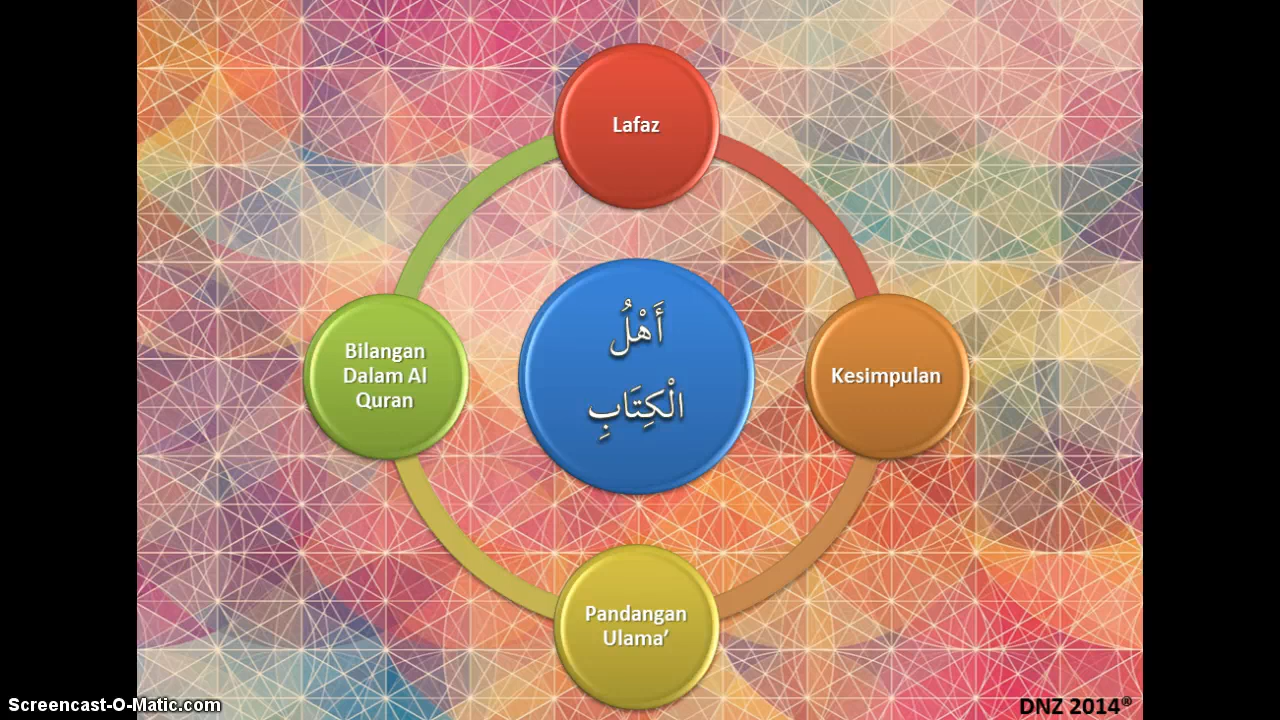 Lafaz
أَهْلُ
الْكِتَابِ
Bilangan
Dalam Al
Quran
Kesimpulan
Pandangan
Ulama’
Screencast-O-Matic.com
DNZ 2014®